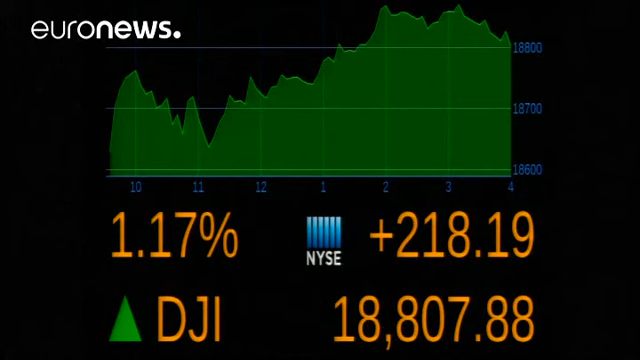 euronews.
18800
18700
18600
10 11 12 1 2 3 4
1.17% NYSE +218.19
DJI 18,807.88